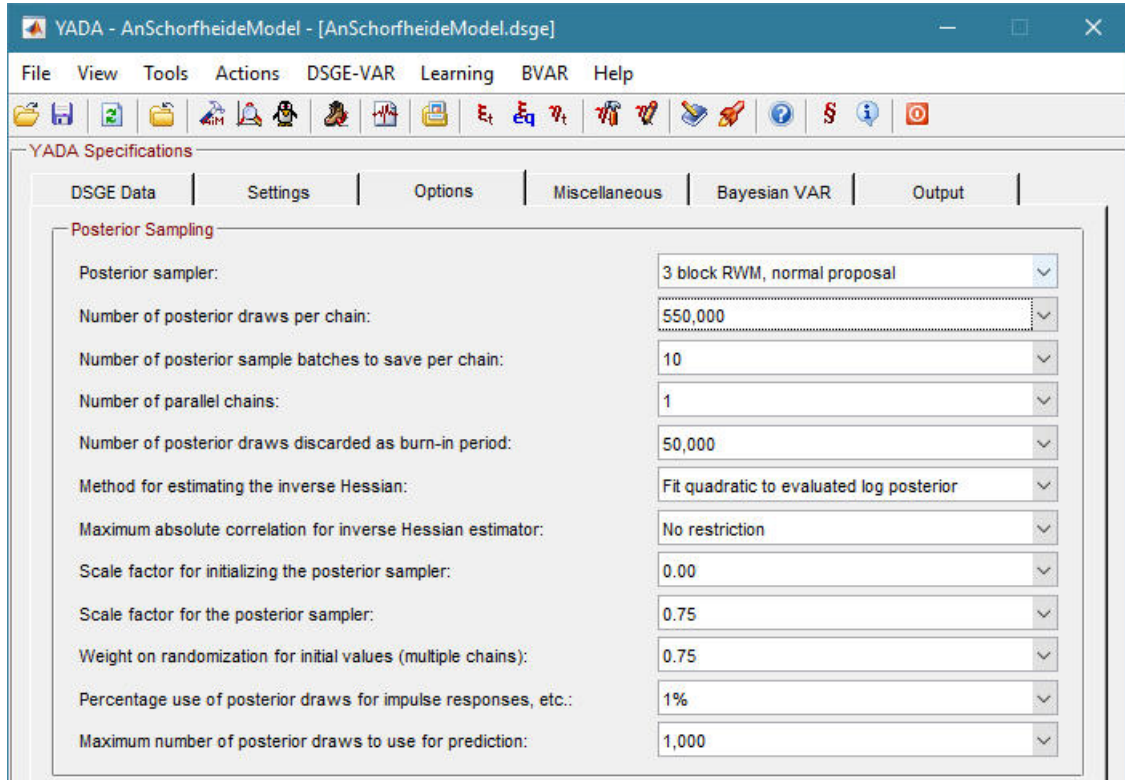 YADA - AnSchorfheideModel - [AnSchorfheideModel.dsge]
File View Tools Actions DSGE-VAR Learning BVAR Help
YADA Specifications
DSGE Data Settings Options Miscellaneous Bayesian VAR Output
Posterior Sampling
Posterior sampler: 3 block RWM, normal proposal
Number of posterior draws per chain: 550,000
Number of posterior sample batches to save per chain: 10
Number of parallel chains: 1
Number of posterior draws discarded as burn-in period: 50,000
Method for estimating the inverse Hessian: Fit quadratic to evaluated log posterior
Maximum absolute correlation for inverse Hessian estimator: No restriction
Scale factor for initializing the posterior sampler: 0.00
Scale factor for the posterior sampler: 0.75
Weight on randomization for initial values (multiple chains): 0.75
Percentage use of posterior draws for impulse responses, etc.: 1%
Maximum number of posterior draws to use for prediction: 1,000